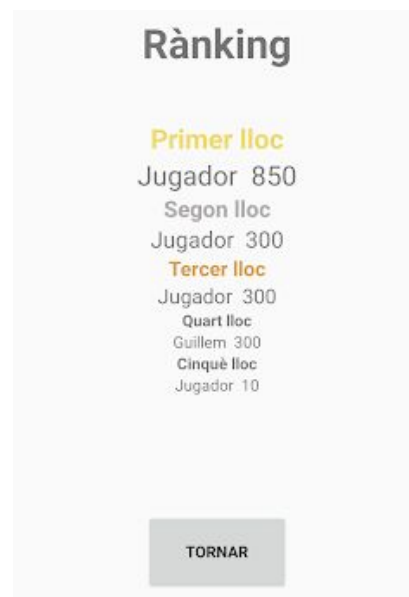 Rànking
Primer lloc
Jugador 850
Segon lloc
Jugador 300
Tercer lloc
Jugador 300
Quart lloc
Guillem 300
Cinquè lloc
Jugador 10
TORNAR